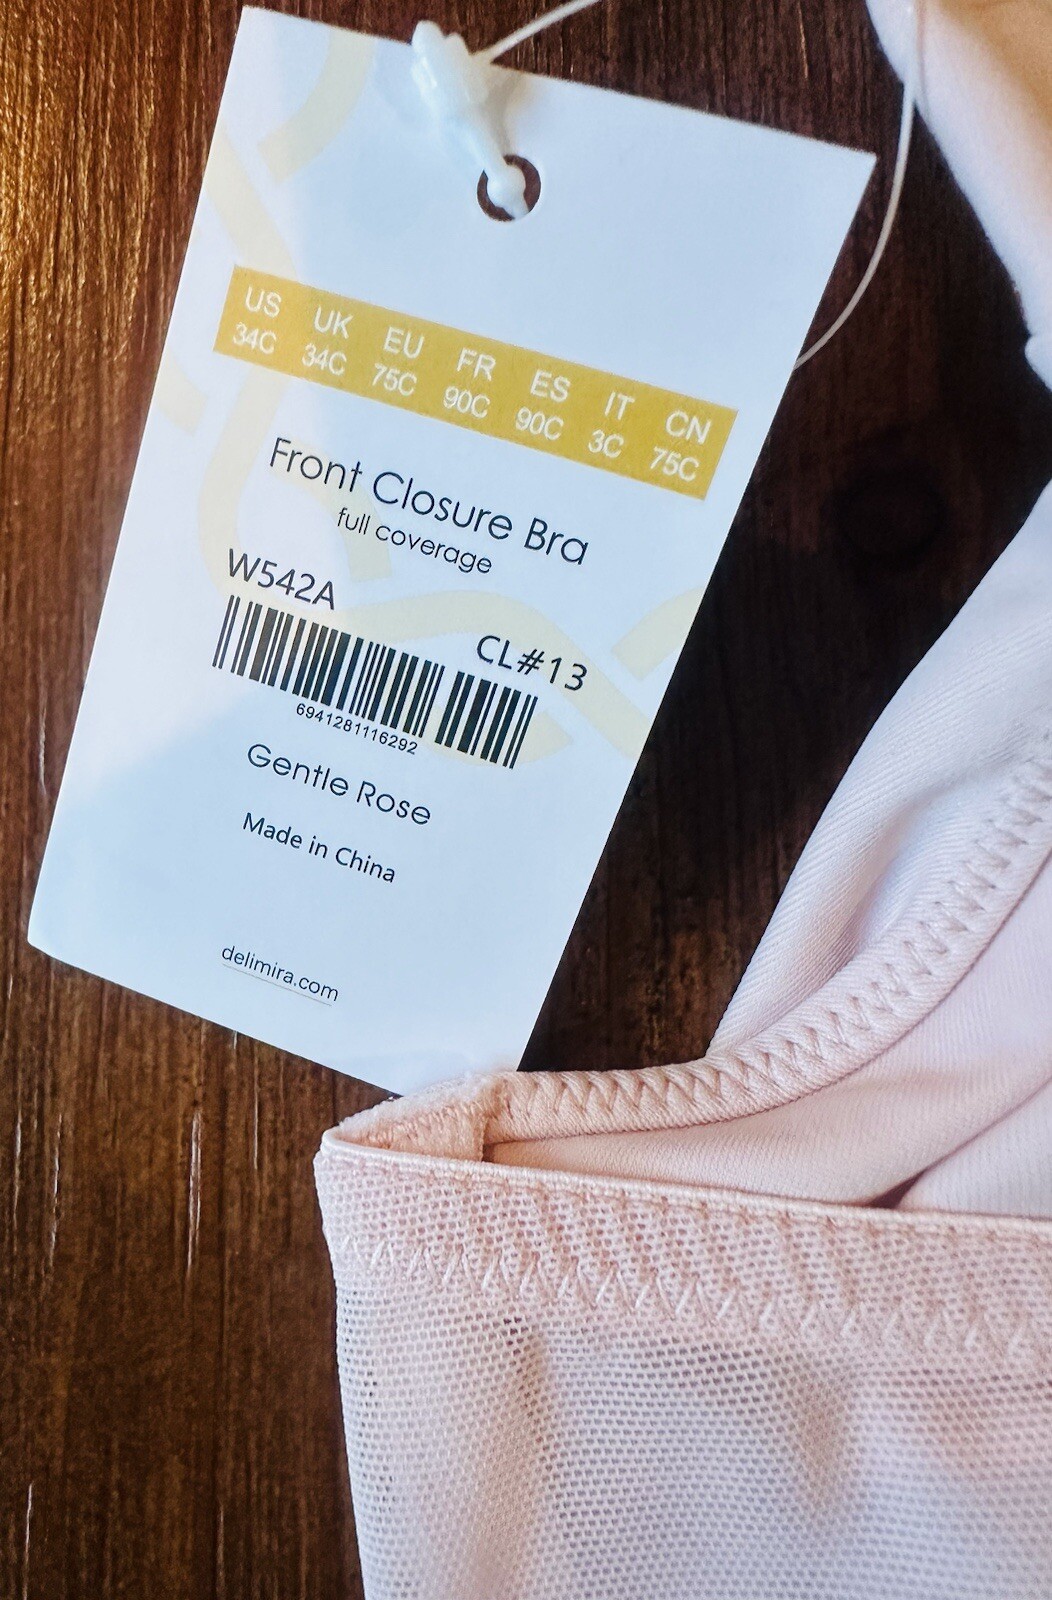 US UK EU FR ES IT CN
34C 34C 75C 90C 90C 3C 75C
Front Closure Bra
full coverage
W542A
CL#13
6941281116292
Gentle Rose
Made in China
delimira.com